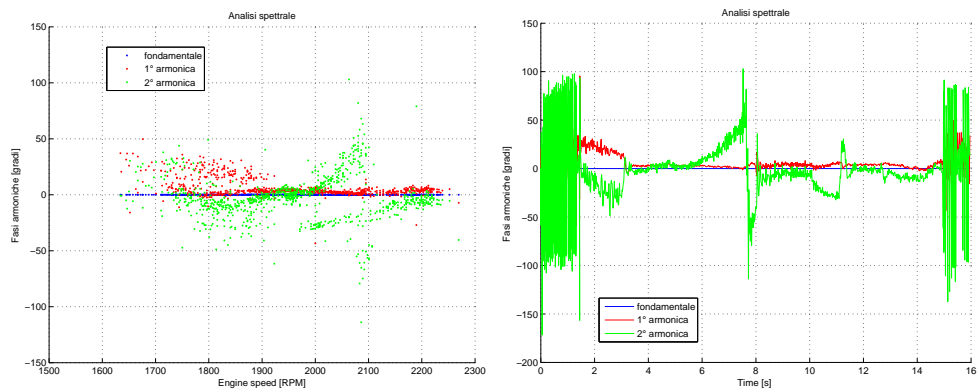 Analisi spettrale
150
100
50
0
−50
−100
−150
1500 1600 1700 1800 1900 2000 2100 2200 2300
Engine speed [RPM]
Fasi armoniche [gradi]
fondamentale
1° armonica
2° armonica
Analisi spettrale
150
100
50
0
−50
−100
−150
−200
0 2 4 6 8 10 12 14 16
Time [s]
Fasi armoniche [gradi]
fondamentale
1° armonica
2° armonica